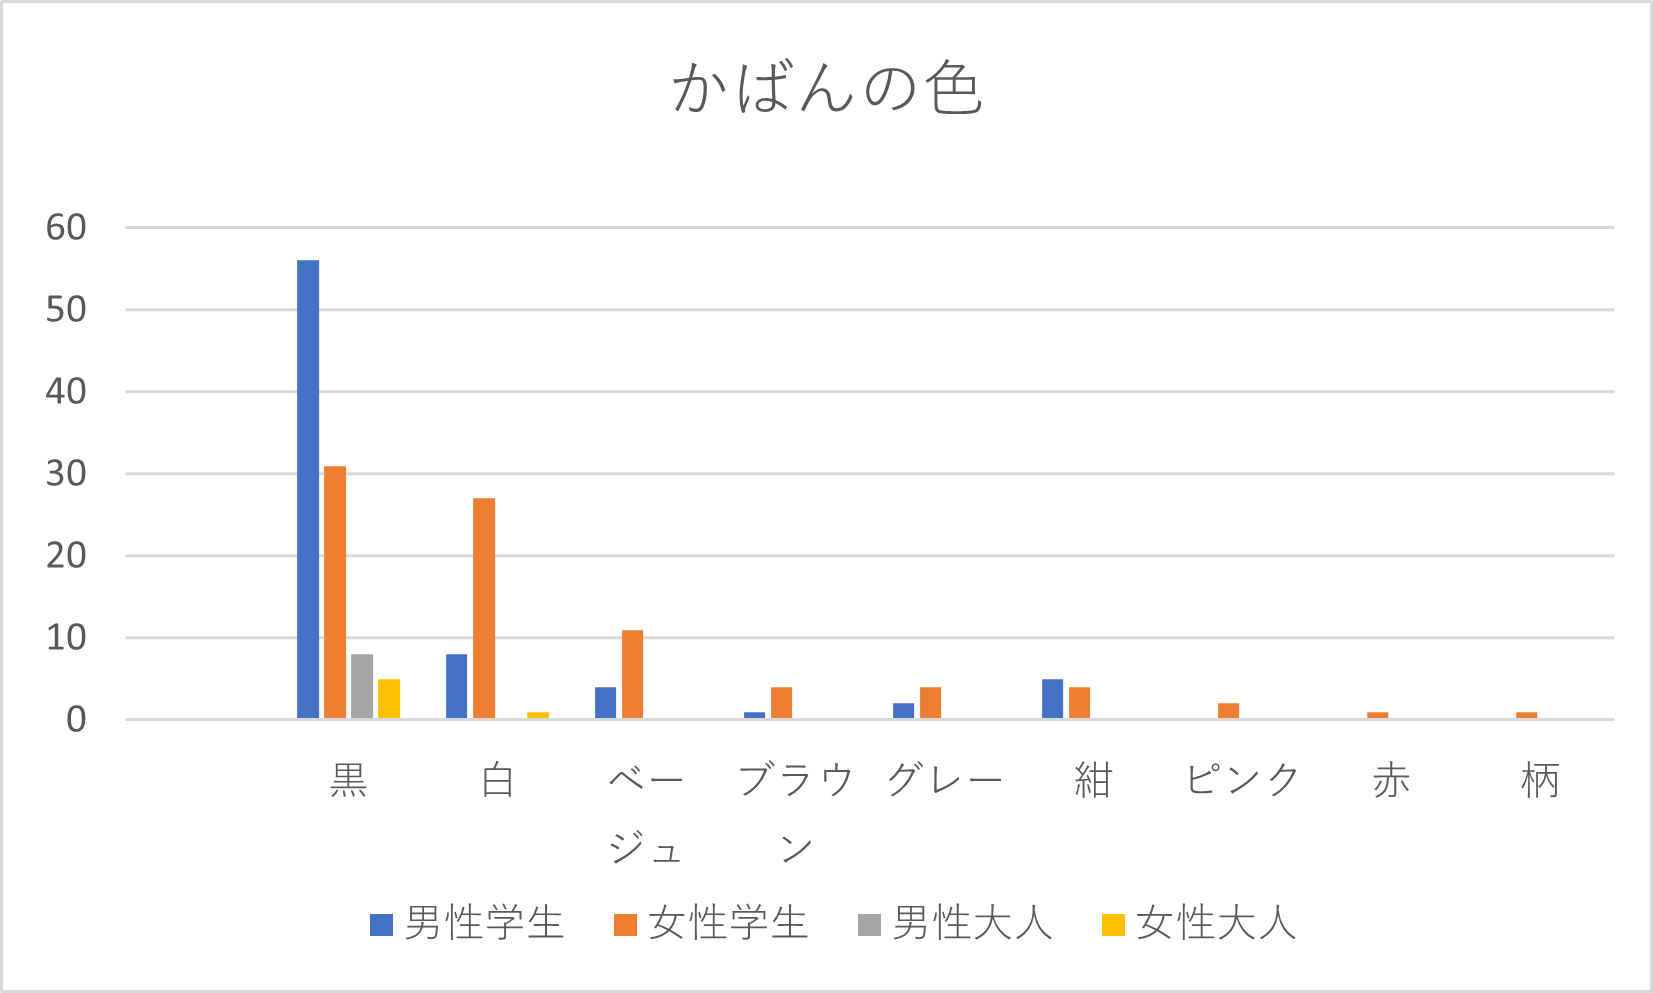 かばんの色
60
50
40
30
20
10
0
黒 白 ベージュ ブラウン グレー 紺 ピンク 赤 柄
男性学生 女性学生 男性大人 女性大人